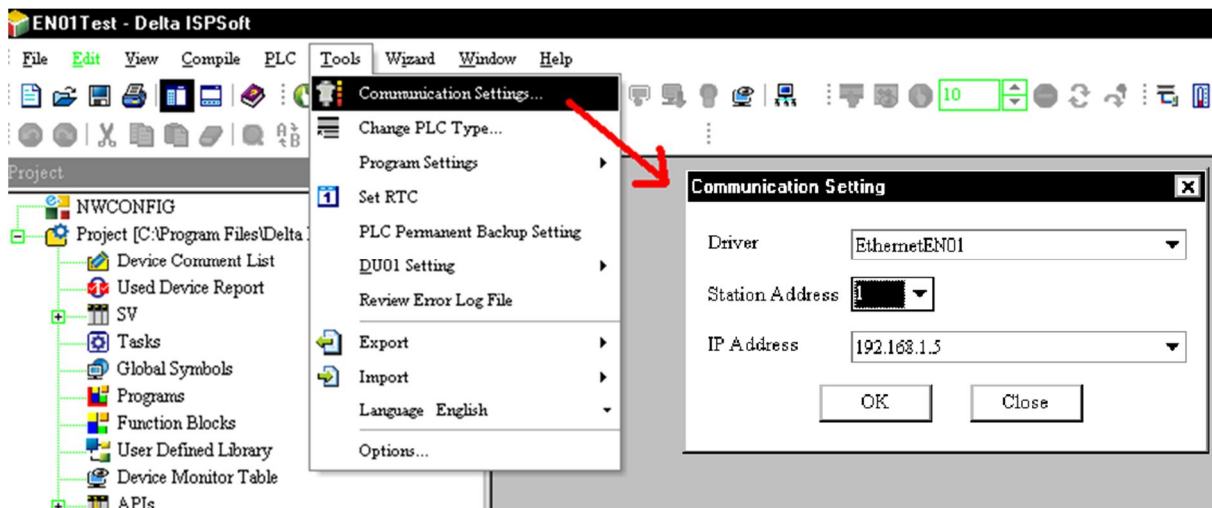 EN01Test - Delta ISPSoft
File Edit View Compile PLC Tools Wizard Window Help
10
Communication Settings...
Change PLC Type...
Program Settings
1 Set RTC
PLC Permanent Backup Setting
DU01 Setting
Review Error Log File
Export
Import
Language English
Options...
Project
NWCONFIG
Project [C:\Program Files\Delta
Device Comment List
Used Device Report
SV
Tasks
Global Symbols
Programs
Function Blocks
User Defined Library
Device Monitor Table
APIs
Communication Setting
Driver EthernetEN01
Station Address 1
IP Address 192.168.1.5
OK Close